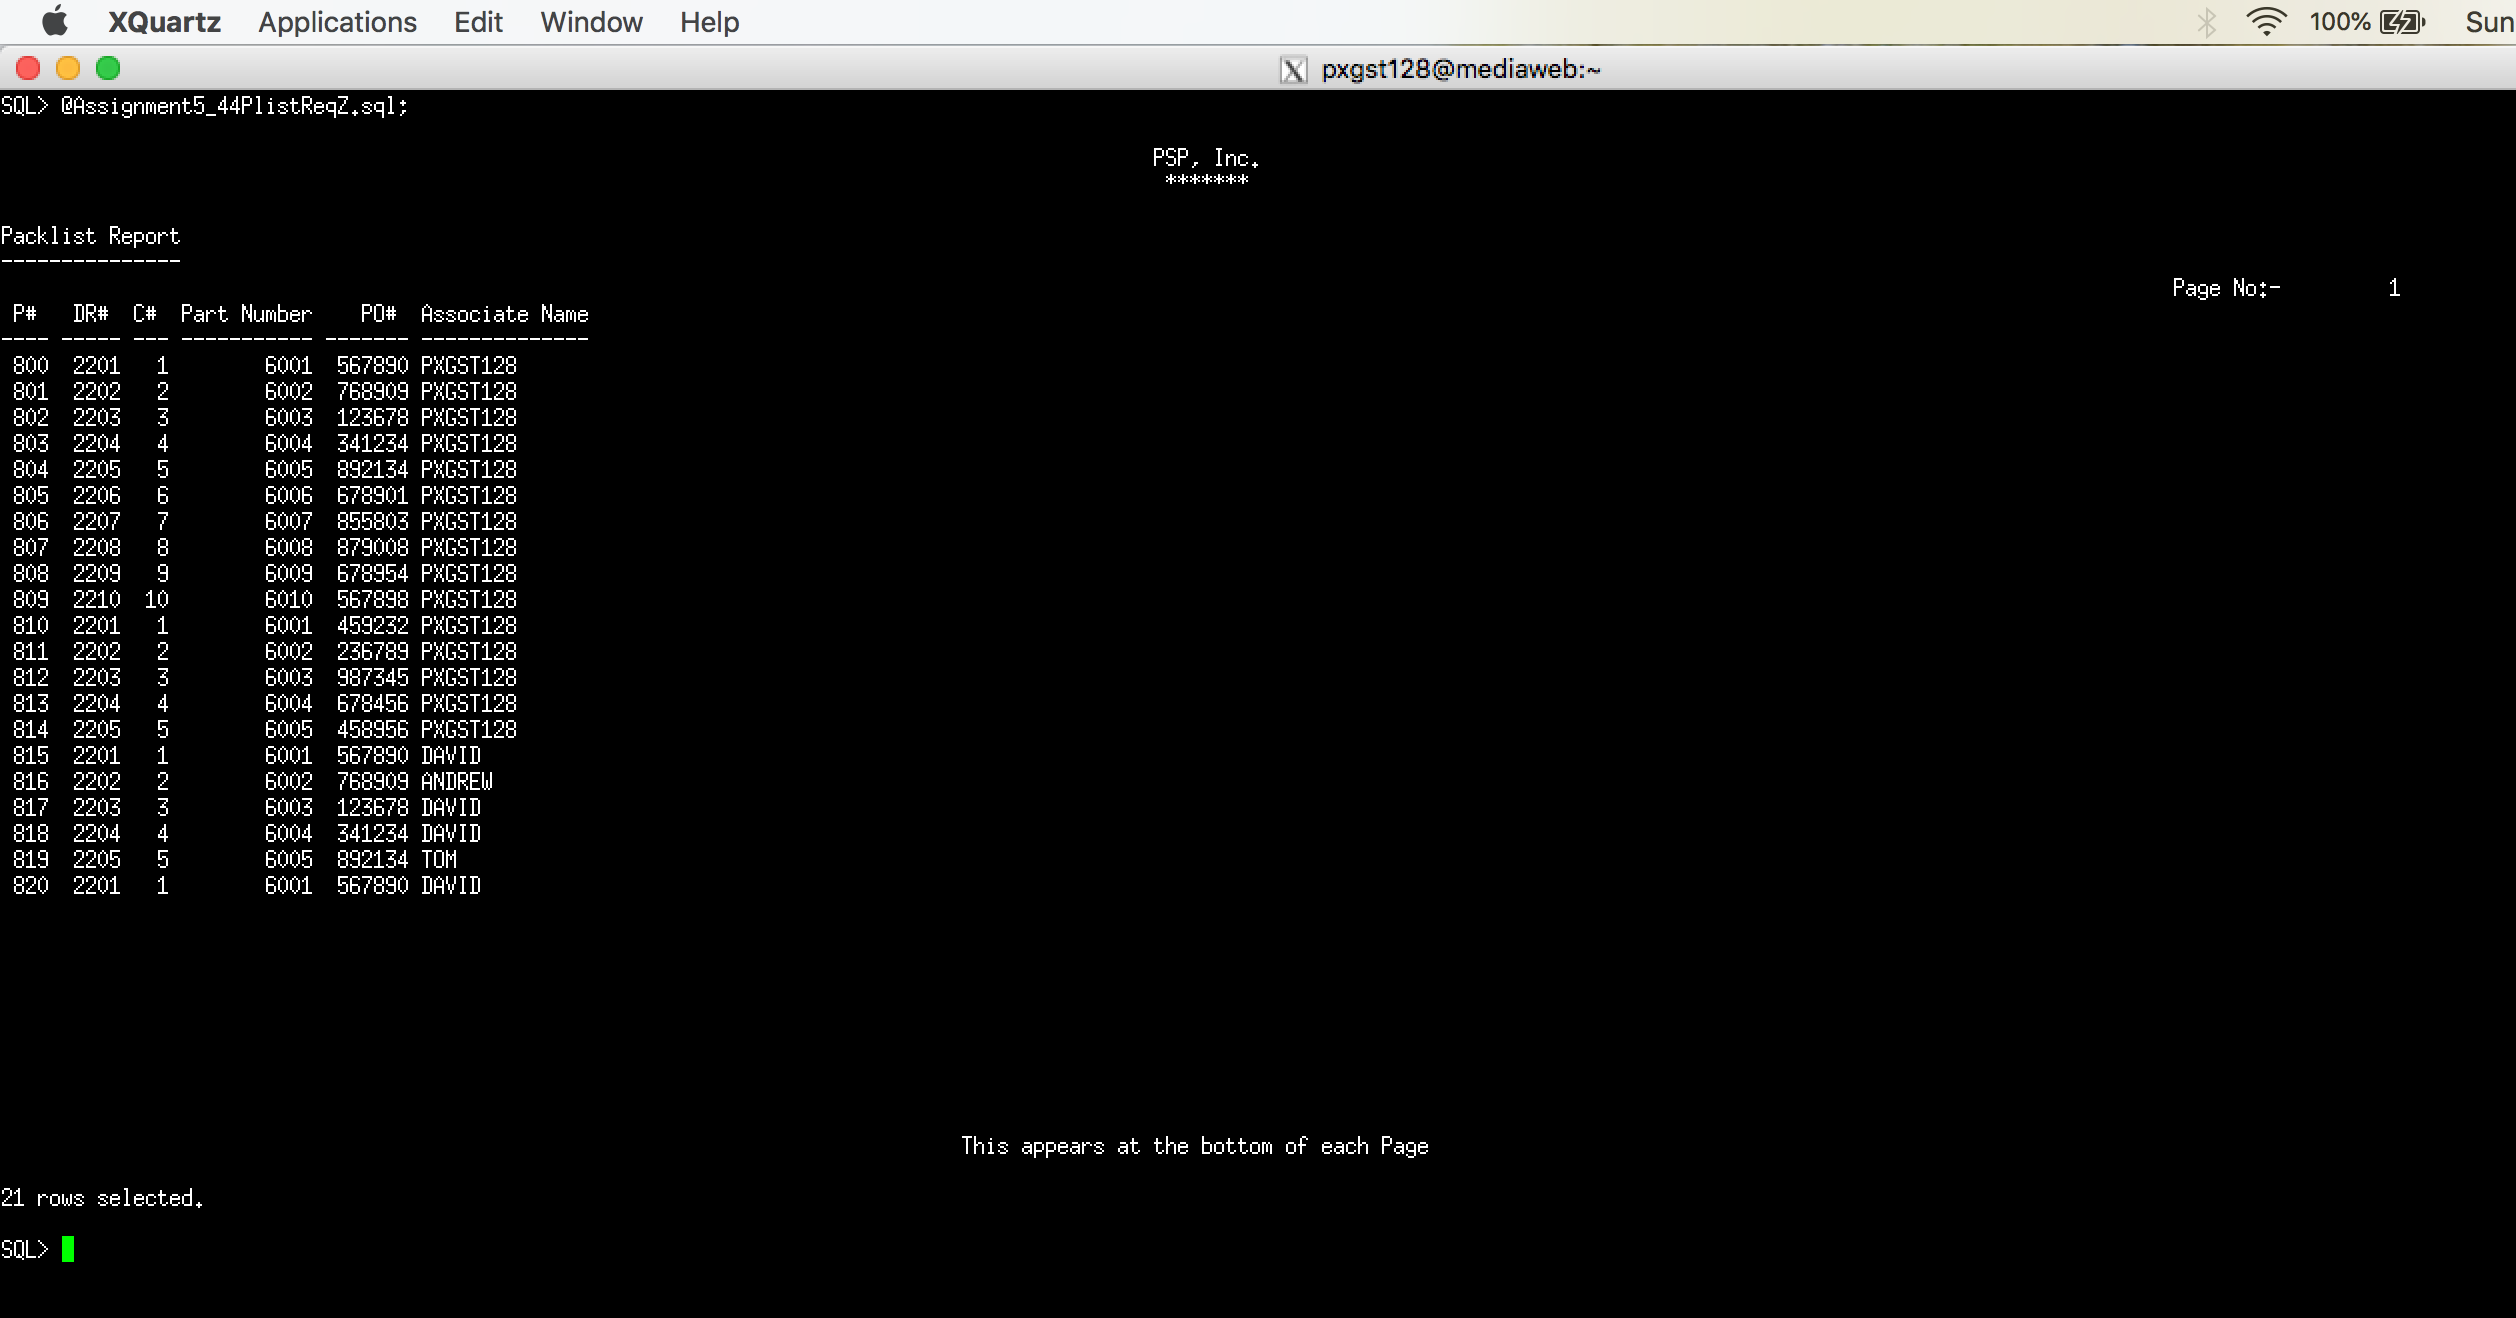 XQuartz Applications Edit Window Help 100% Sun
pxgst128@mediaweb:~
SQL> @Assignment5_44PlistReqZ.sql;
PSP, Inc.
*******
Packlist Report
---------------
Page No:- 1
P# DR# C# Part Number PO# Associate Name
---- ----- --- ----------- ------- --------------
800 2201 1 6001 567890 PXGST128
801 2202 2 6002 768909 PXGST128
802 2203 3 6003 123678 PXGST128
803 2204 4 6004 341234 PXGST128
804 2205 5 6005 892134 PXGST128
805 2206 6 6006 678901 PXGST128
806 2207 7 6007 855803 PXGST128
807 2208 8 6008 879008 PXGST128
808 2209 9 6009 678954 PXGST128
809 2210 10 6010 567898 PXGST128
810 2201 1 6001 459232 PXGST128
811 2202 2 6002 236789 PXGST128
812 2203 3 6003 987345 PXGST128
813 2204 4 6004 678456 PXGST128
814 2205 5 6005 458956 PXGST128
815 2201 1 6001 567890 DAVID
816 2202 2 6002 768909 ANDREW
817 2203 3 6003 123678 DAVID
818 2204 4 6004 341234 DAVID
819 2205 5 6005 892134 TOM
820 2201 1 6001 567890 DAVID
This appears at the bottom of each Page
21 rows selected.
SQL>